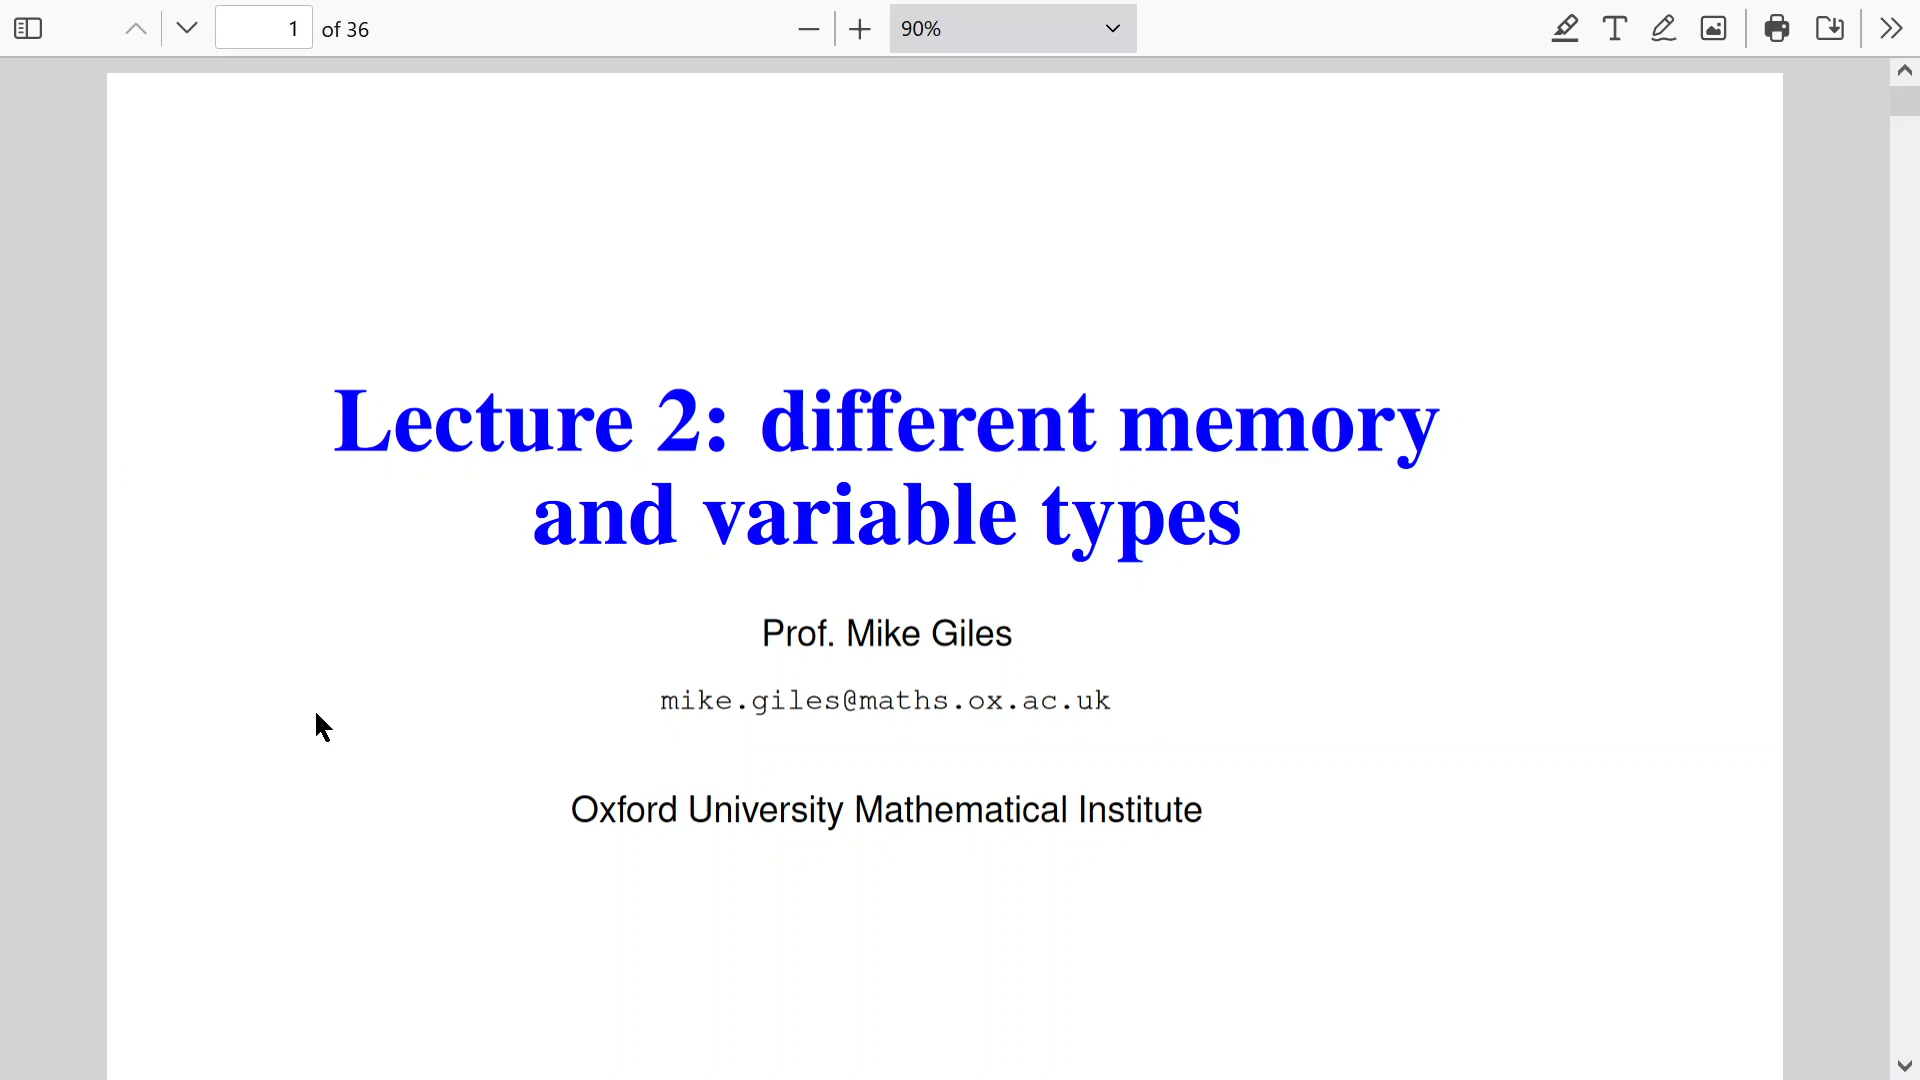 1 of 36 90%
Lecture 2: different memory
and variable types
Prof. Mike Giles
mike.giles@maths.ox.ac.uk
Oxford University Mathematical Institute